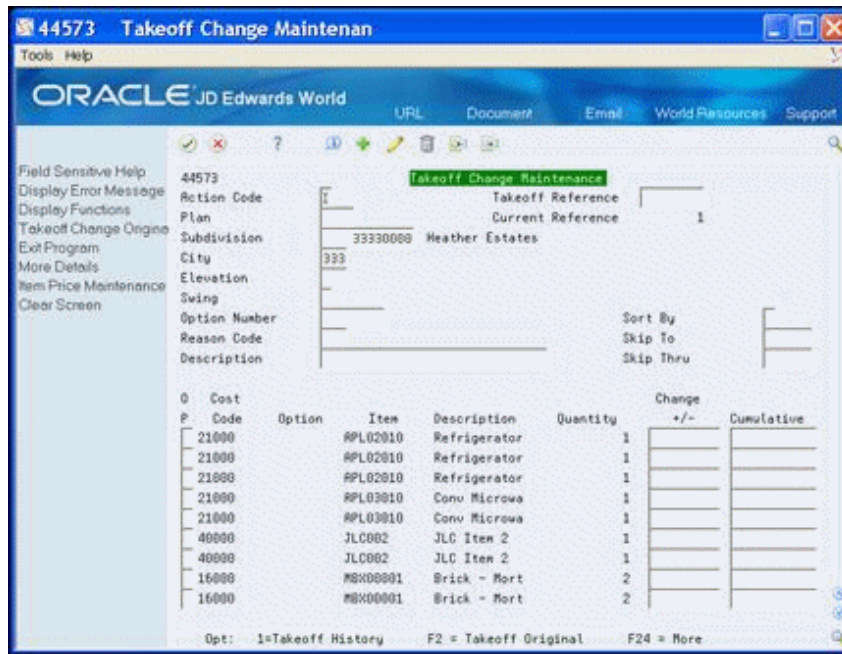 44573 Takeoff Change Maintenan
Tools Help
ORACLE JD Edwards World
URL Document Email World Resources Support
Field Sensitive Help
Display Error Message
Display Functions
Takeoff Change Origina
Exit Program
More Details
Item Price Maintenance
Clear Screen
44573 Takeoff Change Maintenance
Action Code I Takeoff Reference
Plan Current Reference 1
Subdivision 33330000 Heather Estates
City 333
Elevation
Swing
Option Number Sort By
Reason Code Skip To
Description Skip Thru
O Cost Change
P Code Option Item Description Quantity +/- Cumulative
21000 APL02010 Refrigerator 1
21000 APL02010 Refrigerator 1
21000 APL02010 Refrigerator 1
21000 APL03010 Conv Microwa 1
21000 APL03010 Conv Microwa 1
40000 JLC002 JLC Item 2 1
40000 JLC002 JLC Item 2 1
16000 MBX00001 Brick - Mort 2
16000 MBX00001 Brick - Mort 2
Opt: 1=Takeoff History F2 = Takeoff Original F24 = More